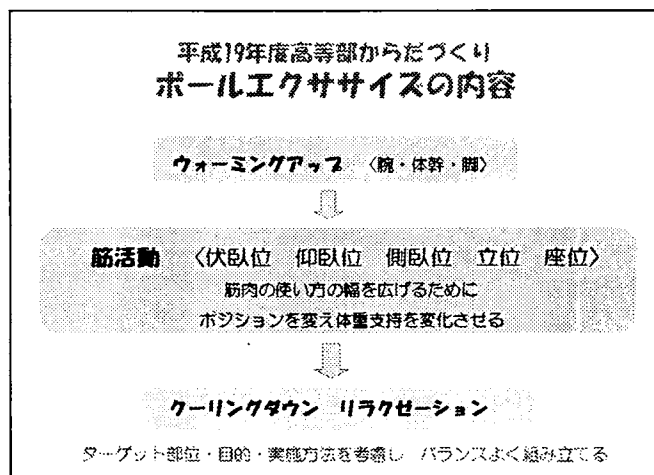 平成19年度高等部からだづくり
ボールエクササイズの内容
ウォーミングアップ 〈腕・体幹・脚〉
筋活動 〈伏臥位 仰臥位 側臥位 立位 座位〉
筋肉の使い方の幅を広げるために
ポジションを変え体重支持を変化させる
クーリングダウン リラクゼーション
ターゲット部位・目的・実施方法を考慮し バランスよく組み立てる